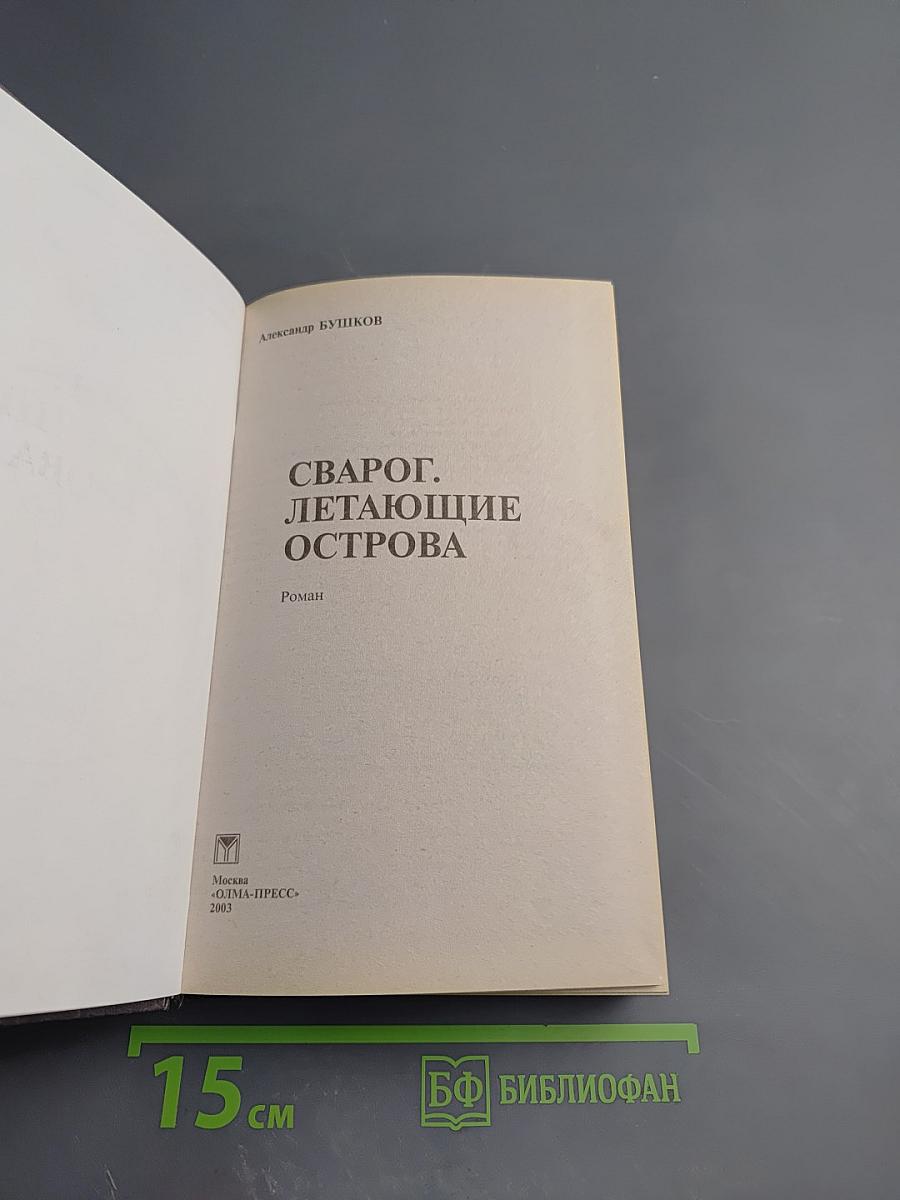 Александр БУШКОВ
СВАРОГ.
ЛЕТАЮЩИЕ
ОСТРОВА
Роман
Москва
«ОЛМА-ПРЕСС»
2003
15 см
БФ БИБЛИОФАН